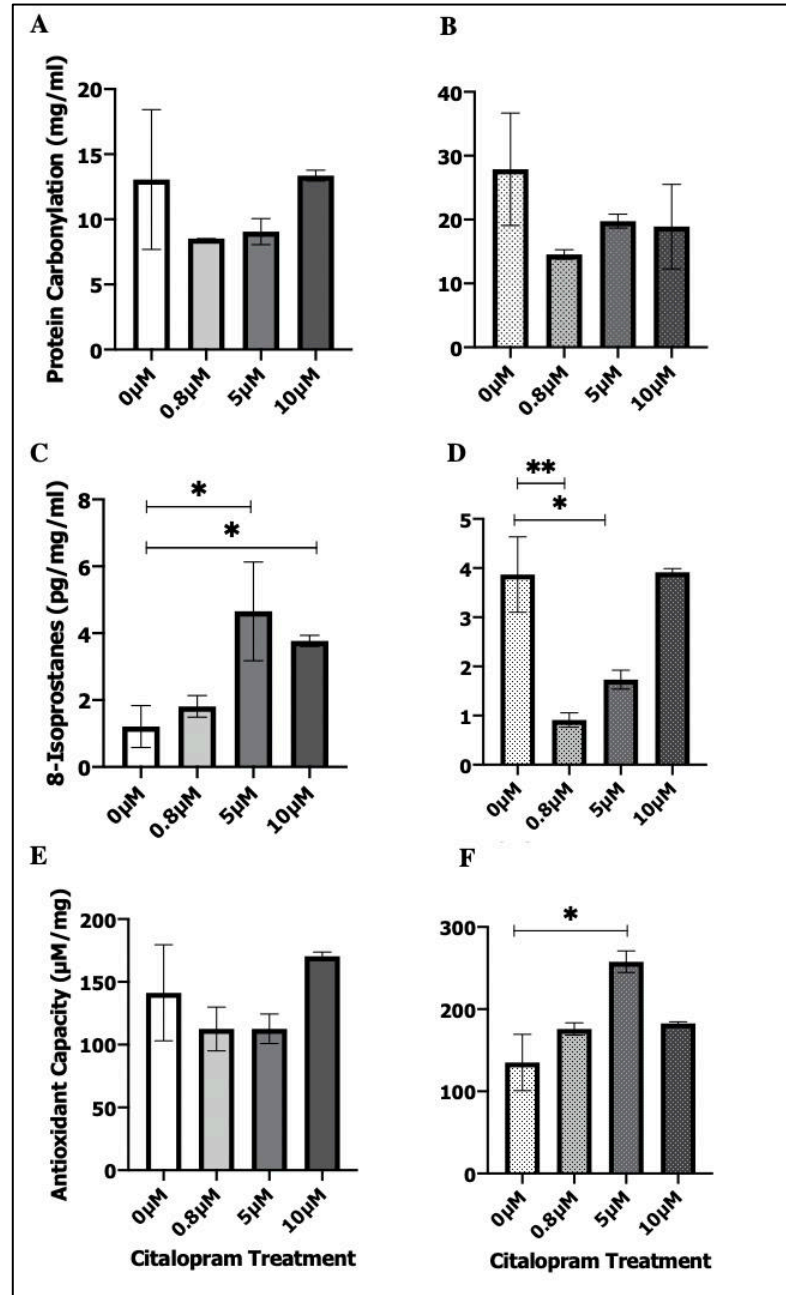 A
B
Protein Carbonylation (mg/ml)
20
15
10
5
0
0µM
0.8µM
5µM
10µM
40
30
20
10
0
0µM
0.8µM
5µM
10µM
C
D
8-Isoprostanes (pg/mg/ml)
8
6
4
2
0
*
*
0µM
0.8µM
5µM
10µM
5
4
3
2
1
0
**
*
0µM
0.8µM
5µM
10µM
E
F
Antioxidant Capacity (µM/mg)
200
150
100
50
0
0µM
0.8µM
5µM
10µM
Citalopram Treatment
300
200
100
0
*
0µM
0.8µM
5µM
10µM
Citalopram Treatment